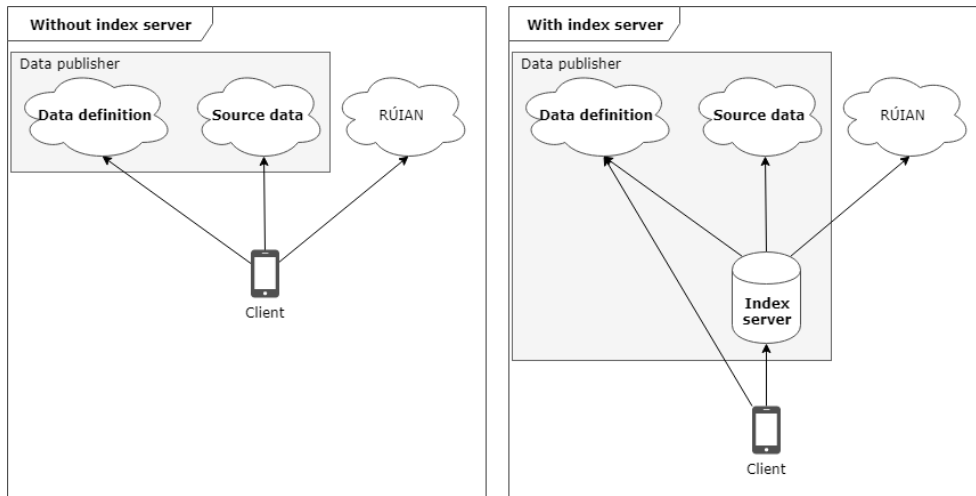 Without index server
Data publisher
Data definition
Source data
RÚIAN
Client
With index server
Data publisher
Data definition
Source data
RÚIAN
Index
server
Client